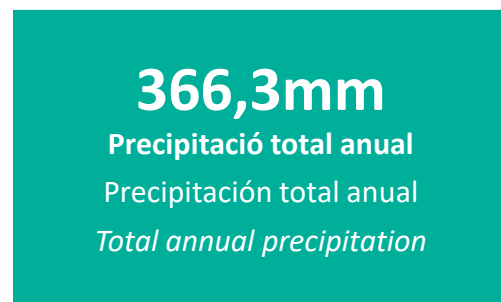 366,3mm
Precipitació total anual
Precipitación total anual
Total annual precipitation